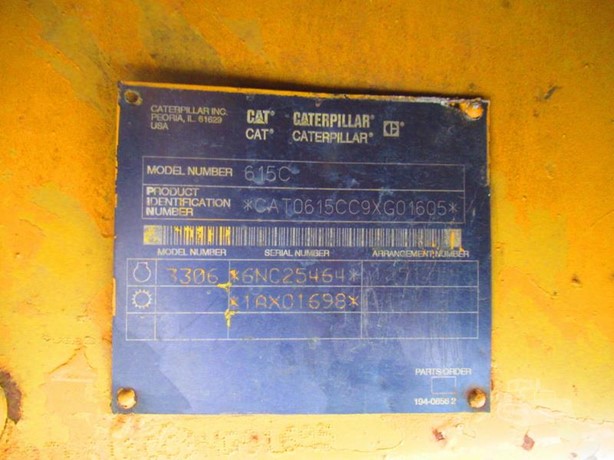 CATERPILLAR INC.
PEORIA, IL 61629
USA
CAT® CATERPILLAR®
CAT® CATERPILLAR®
MODEL NUMBER 615C
PRODUCT IDENTIFICATION NUMBER *CAT0615CC9XG01605*
MODEL NUMBER SERIAL NUMBER ARRANGEMENT NUMBER
3306 *6NC25464*
*1AX01698*
PARTS ORDER